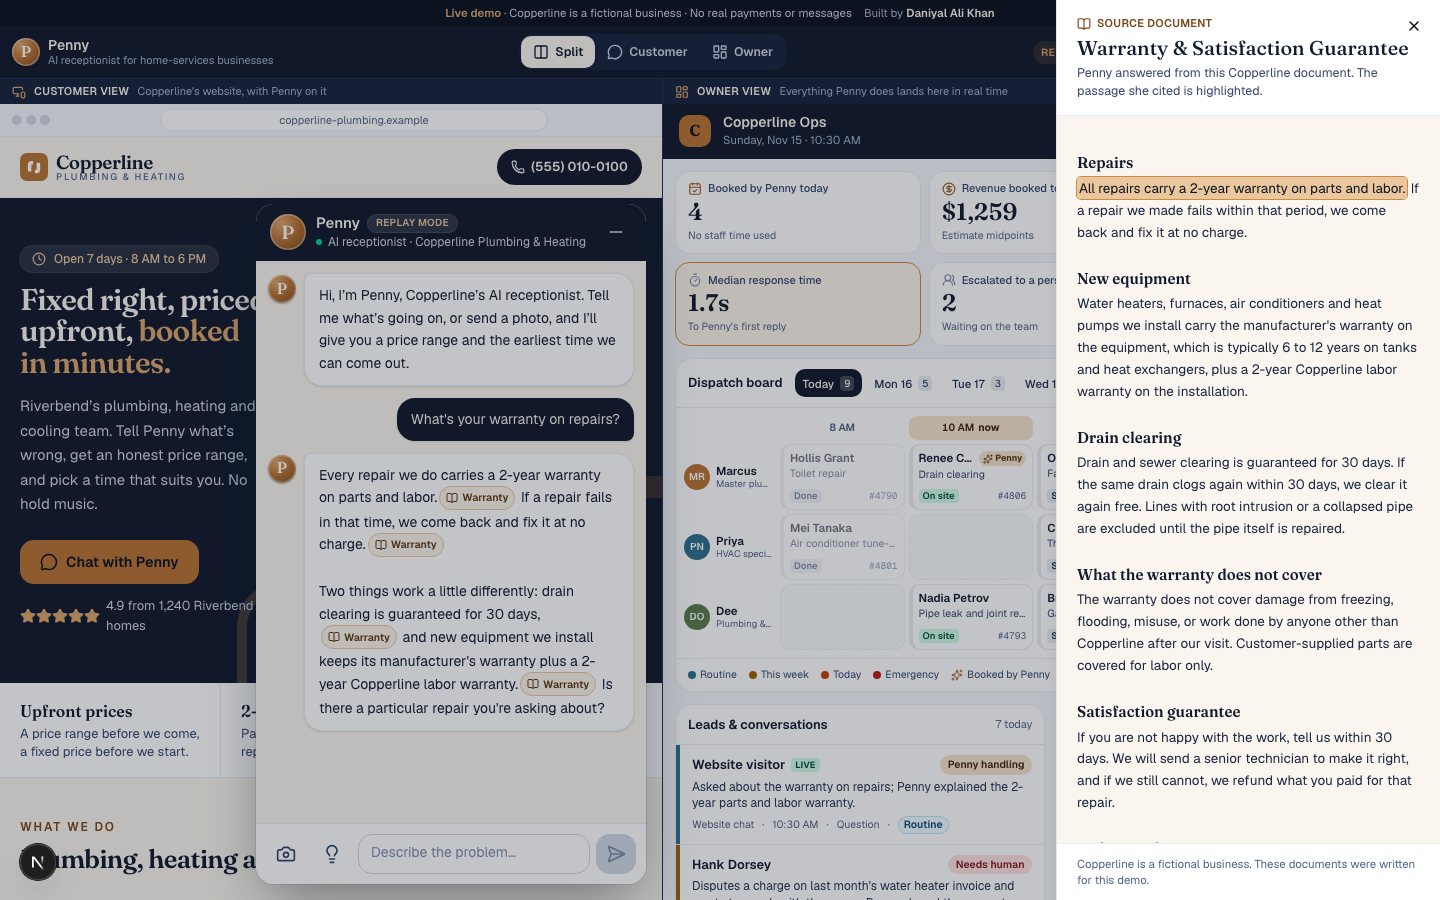 Live demo · Copperline is a fictional business · No real payments or messages Built by Daniyal Ali Khan
P
Penny
AI receptionist for home-services businesses
Split
Customer
Owner
CUSTOMER VIEW Copperline's website, with Penny on it
copperline-plumbing.example
Copperline
PLUMBING & HEATING
(555) 010-0100
Open 7 days · 8 AM to 6 PM
Fixed right, priced
upfront, booked
in minutes.
Riverbend's plumbing, heating and
cooling team. Tell Penny what's
wrong, get an honest price range,
and pick a time that suits you. No
hold music.
Chat with Penny
4.9 from 1,240 Riverbend
homes
Upfront prices
A price range before we come,
a fixed price before we start.
WHAT WE DO
N
P
Penny
REPLAY MODE
AI receptionist · Copperline Plumbing & Heating
P
Hi, I'm Penny, Copperline's AI receptionist. Tell
me what's going on, or send a photo, and I'll
give you a price range and the earliest time we
can come out.
What's your warranty on repairs?
P
Every repair we do carries a 2-year warranty
on parts and labor. Warranty If a repair fails
in that time, we come back and fix it at no
charge. Warranty
Two things work a little differently: drain
clearing is guaranteed for 30 days,
Warranty and new equipment we install
keeps its manufacturer's warranty plus a 2-
year Copperline labor warranty. Warranty Is
there a particular repair you're asking about?
Describe the problem...
OWNER VIEW Everything Penny does lands here in real time
C
Copperline Ops
Sunday, Nov 15 · 10:30 AM
Booked by Penny today
4
No staff time used
Revenue booked
$1,259
Estimate midpoints
Median response time
1.7s
To Penny's first reply
Escalated to a
2
Waiting on the team
Dispatch board
Today 9
Mon 16 5
Tue 17 3
Wed
8 AM
10 AM now
MR
Marcus
Master plu...
Hollis Grant
Toilet repair
Done #4790
Renee C... Penny
Drain clearing
On site #4806
PN
Priya
HVAC speci...
Mei Tanaka
Air conditioner tune-...
Done #4801
DO
Dee
Plumbing &...
Nadia Petrov
Pipe leak and joint re...
On site #4793
Routine
This week
Today
Emergency
Booked by Penny
Leads & conversations
7 today
Website visitor LIVE
Penny handling
Asked about the warranty on repairs; Penny explained the 2-
year parts and labor warranty.
Website chat · 10:30 AM · Question · Routine
Hank Dorsey
Needs human
Disputes a charge on last month's water heater invoice and
SOURCE DOCUMENT
Warranty & Satisfaction Guarantee
Penny answered from this Copperline document. The
passage she cited is highlighted.
Repairs
All repairs carry a 2-year warranty on parts and labor. If
a repair we made fails within that period, we come
back and fix it at no charge.
New equipment
Water heaters, furnaces, air conditioners and heat
pumps we install carry the manufacturer's warranty on
the equipment, which is typically 6 to 12 years on tanks
and heat exchangers, plus a 2-year Copperline labor
warranty on the installation.
Drain clearing
Drain and sewer clearing is guaranteed for 30 days. If
the same drain clogs again within 30 days, we clear it
again free. Lines with root intrusion or a collapsed pipe
are excluded until the pipe itself is repaired.
What the warranty does not cover
The warranty does not cover damage from freezing,
flooding, misuse, or work done by anyone other than
Copperline after our visit. Customer-supplied parts are
covered for labor only.
Satisfaction guarantee
If you are not happy with the work, tell us within 30
days. We will send a senior technician to make it right,
and if we still cannot, we refund what you paid for that
repair.
Copperline is a fictional business. These documents were written
for this demo.